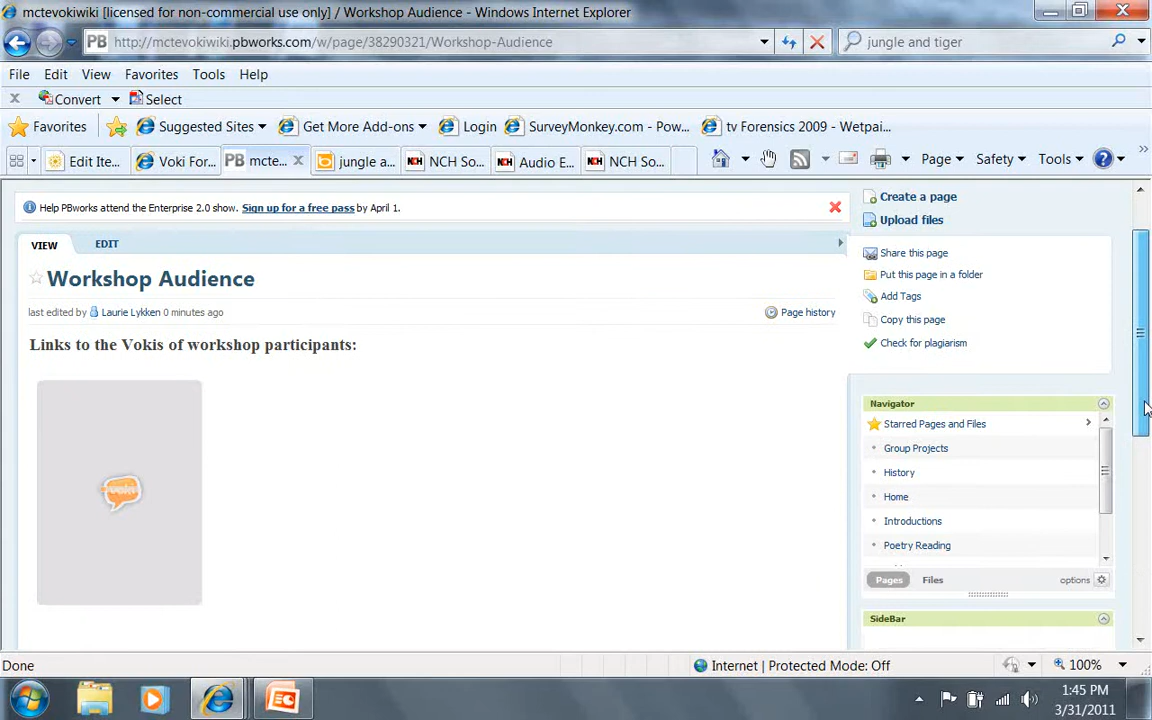 mctevokiwiki [licensed for non-commercial use only] / Workshop Audience - Windows Internet Explorer
PB http://mctevokiwiki.pbworks.com/w/page/38290321/Workshop-Audience jungle and tiger
File Edit View Favorites Tools Help
x Convert Select
Favorites Suggested Sites Get More Add-ons Login SurveyMonkey.com - Pow... tv Forensics 2009 - Wetpai...
Edit Ite... Voki For... PB mcte... x jungle a... NCH NCH So... NCH Audio E... NCH NCH So... Page Safety Tools »
Help PBworks attend the Enterprise 2.0 show. Sign up for a free pass by April 1.
Create a page
Upload files
VIEW EDIT
Share this page
Workshop Audience
Put this page in a folder
Add Tags
last edited by Laurie Lykken 0 minutes ago Page history
Copy this page
Links to the Vokis of workshop participants:
Check for plagiarism
voki
Navigator
Starred Pages and Files
Group Projects
History
Home
Introductions
Poetry Reading
Pages Files options
SideBar
Done Internet | Protected Mode: Off 100%
1:45 PM
3/31/2011